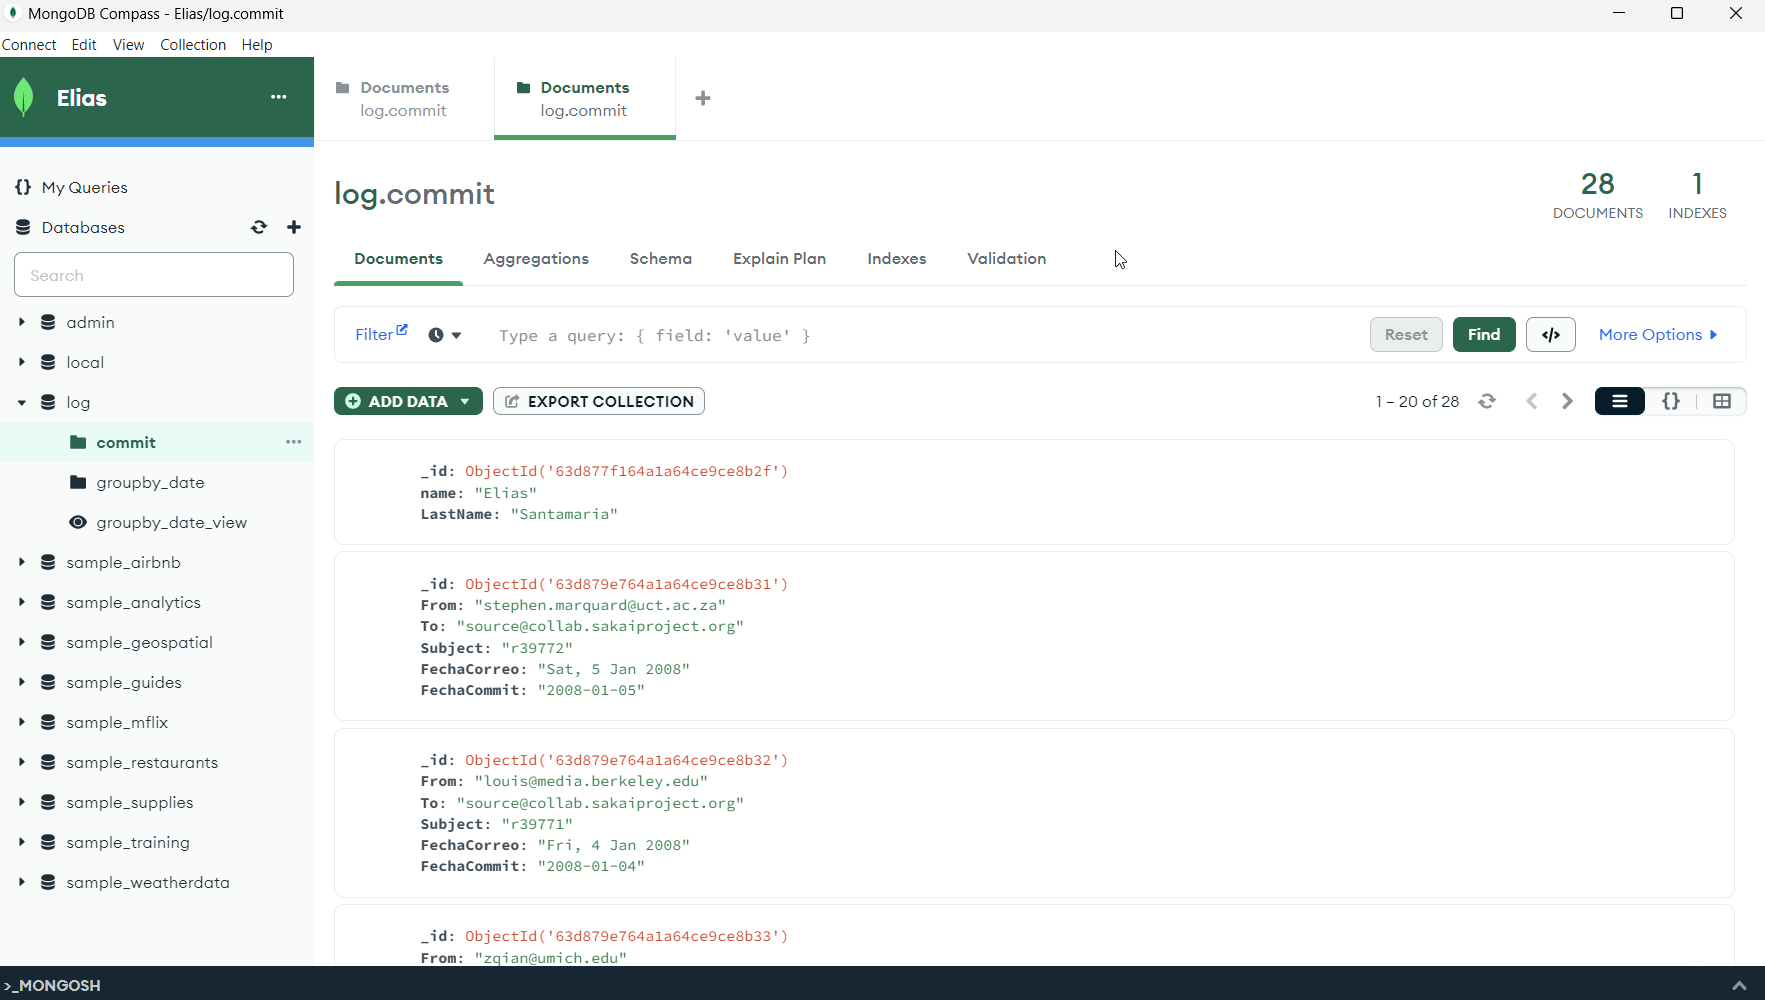 MongoDB Compass - Elias/log.commit
Connect Edit View Collection Help
Elias
Documents
log.commit
Documents
log.commit
My Queries
Databases
Search
admin
local
log
commit
groupby_date
groupby_date_view
sample_airbnb
sample_analytics
sample_geospatial
sample_guides
sample_mflix
sample_restaurants
sample_supplies
sample_training
sample_weatherdata
log.commit
28
DOCUMENTS
1
INDEXES
Documents Aggregations Schema Explain Plan Indexes Validation
Filter Type a query: { field: 'value' } Reset Find </> More Options
ADD DATA EXPORT COLLECTION 1 – 20 of 28 {}
_id: ObjectId('63d877f164a1a64ce9ce8b2f')
name: "Elias"
LastName: "Santamaria"
_id: ObjectId('63d879e764a1a64ce9ce8b31')
From: "stephen.marquard@uct.ac.za"
To: "source@collab.sakaiproject.org"
Subject: "r39772"
FechaCorreo: "Sat, 5 Jan 2008"
FechaCommit: "2008-01-05"
_id: ObjectId('63d879e764a1a64ce9ce8b32')
From: "louis@media.berkeley.edu"
To: "source@collab.sakaiproject.org"
Subject: "r39771"
FechaCorreo: "Fri, 4 Jan 2008"
FechaCommit: "2008-01-04"
_id: ObjectId('63d879e764a1a64ce9ce8b33')
From: "zqian@umich.edu"
>_MONGOSH